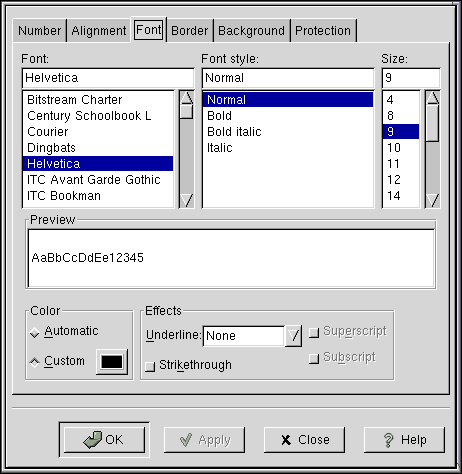 Number Alignment Font Border Background Protection
Font: Font style: Size:
Helvetica Normal 9
Bitstream Charter Normal 4
Century Schoolbook L Bold 8
Courier Bold italic 9
Dingbats Italic 10
Helvetica 11
ITC Avant Garde Gothic 12
ITC Bookman 14
Preview
AaBbCcDdEe12345
Color Effects
Automatic Underline: None Superscript
Custom Strikethrough Subscript
OK Apply Close Help